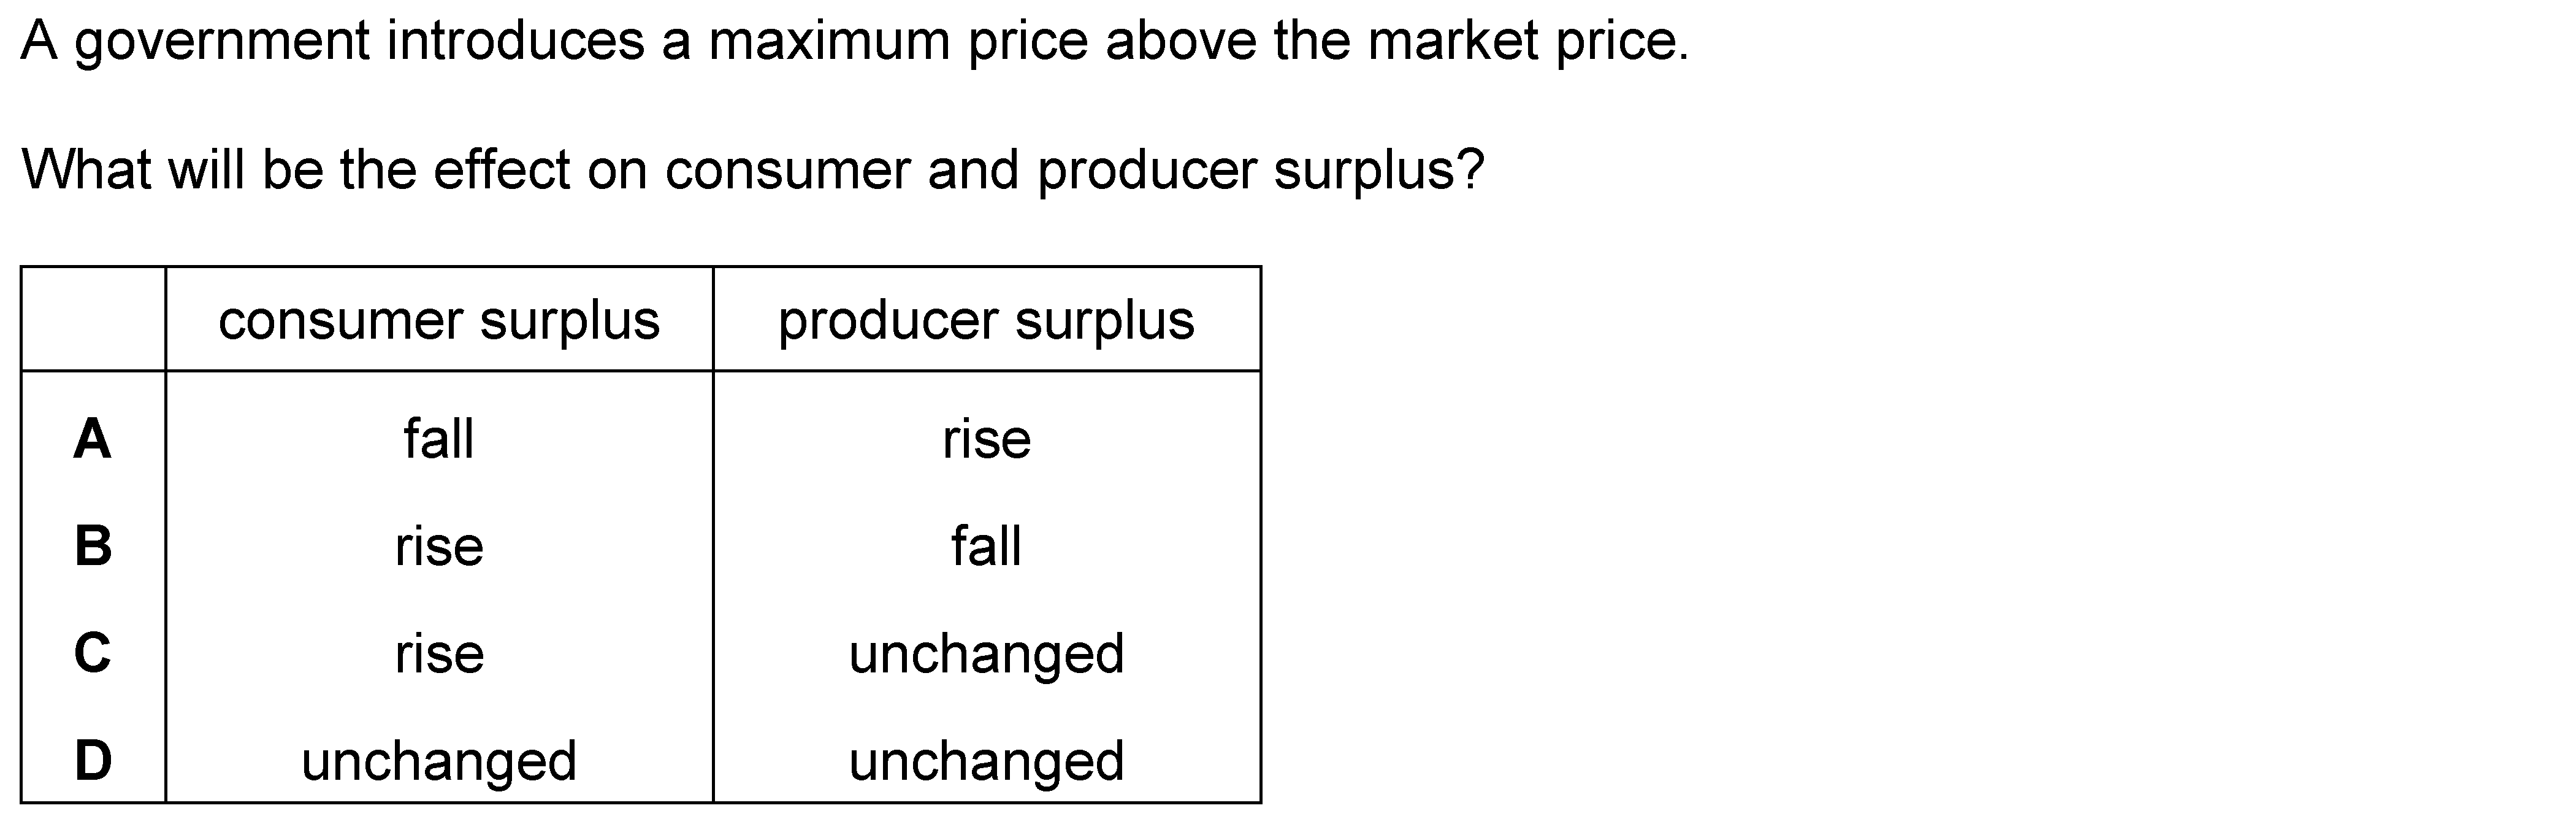 A government introduces a maximum price above the market price.
What will be the effect on consumer and producer surplus?
consumer surplus producer surplus
A fall rise
B rise fall
C rise unchanged
D unchanged unchanged